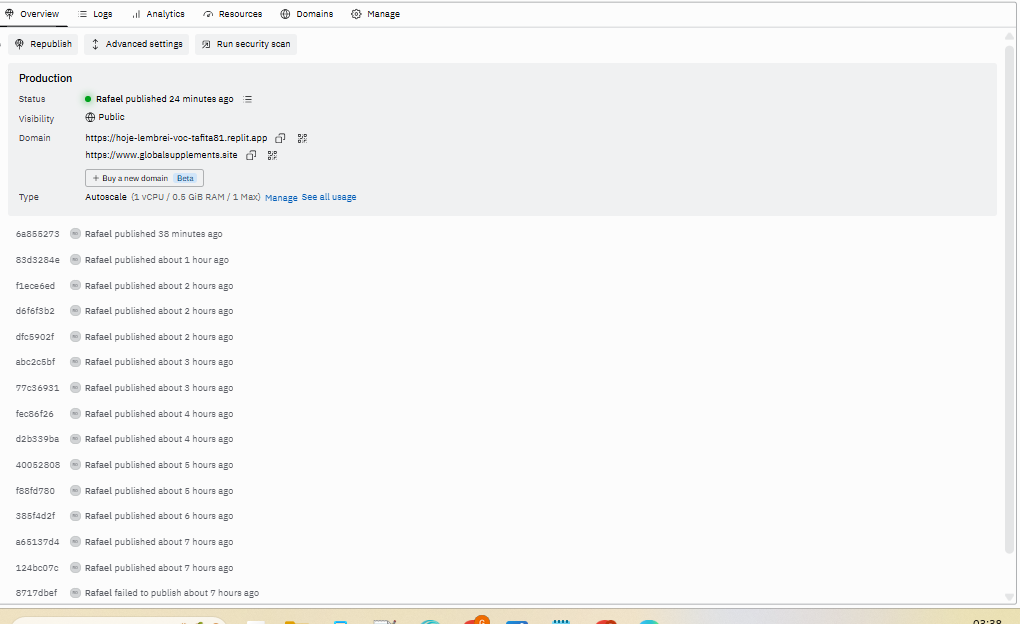 Overview Logs Analytics Resources Domains Manage
Republish Advanced settings Run security scan
Production
Status Rafael published 24 minutes ago
Visibility Public
Domain https://hoje-lembrei-voc-tafita81.replit.app
https://www.globalsupplements.site
+ Buy a new domain Beta
Type Autoscale (1 vCPU / 0.5 GiB RAM / 1 Max) Manage See all usage
6a855273 Rafael published 38 minutes ago
83d3284e Rafael published about 1 hour ago
f1ece6ed Rafael published about 2 hours ago
d6f6f3b2 Rafael published about 2 hours ago
dfc5902f Rafael published about 2 hours ago
abc2c5bf Rafael published about 3 hours ago
77c36931 Rafael published about 3 hours ago
fec86f26 Rafael published about 4 hours ago
d2b339ba Rafael published about 4 hours ago
40052808 Rafael published about 5 hours ago
f88fd780 Rafael published about 5 hours ago
385f4d2f Rafael published about 6 hours ago
a65137d4 Rafael published about 7 hours ago
124bc07c Rafael published about 7 hours ago
8717dbef Rafael failed to publish about 7 hours ago
03:38